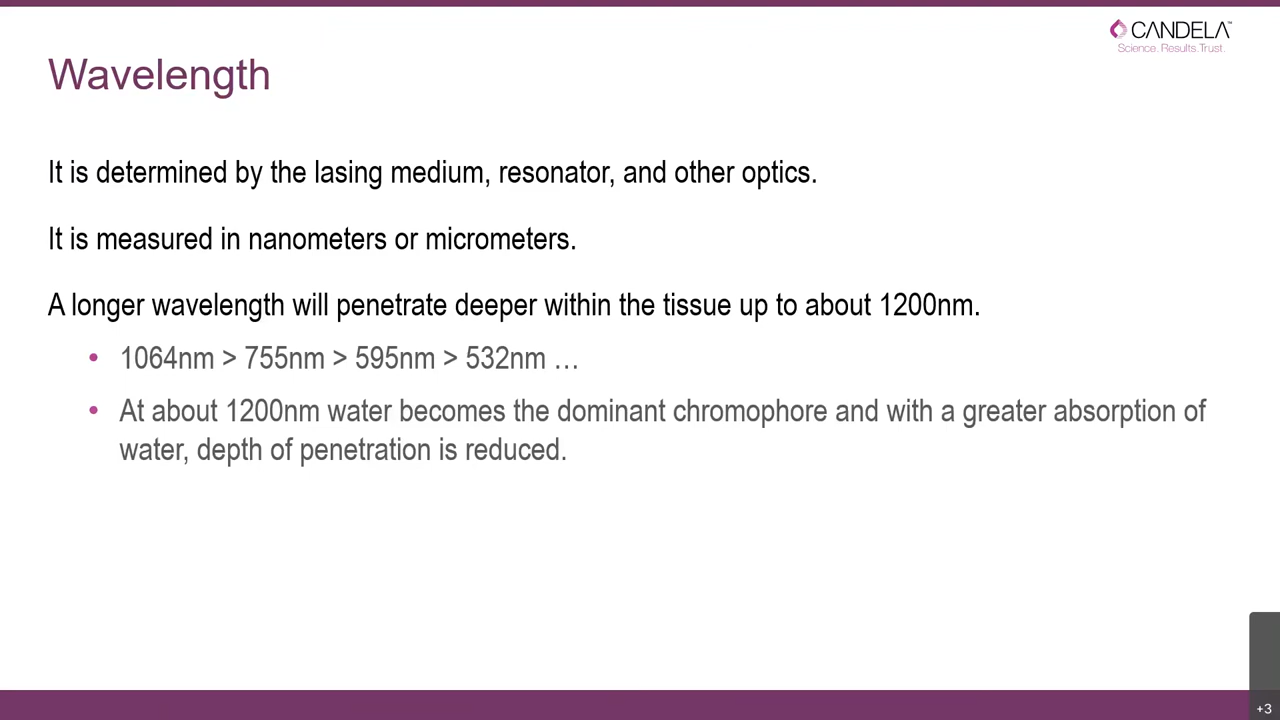 CANDELA™
Science. Results. Trust.
Wavelength
It is determined by the lasing medium, resonator, and other optics.
It is measured in nanometers or micrometers.
A longer wavelength will penetrate deeper within the tissue up to about 1200nm.
• 1064nm > 755nm > 595nm > 532nm …
• At about 1200nm water becomes the dominant chromophore and with a greater absorption of
water, depth of penetration is reduced.
+3